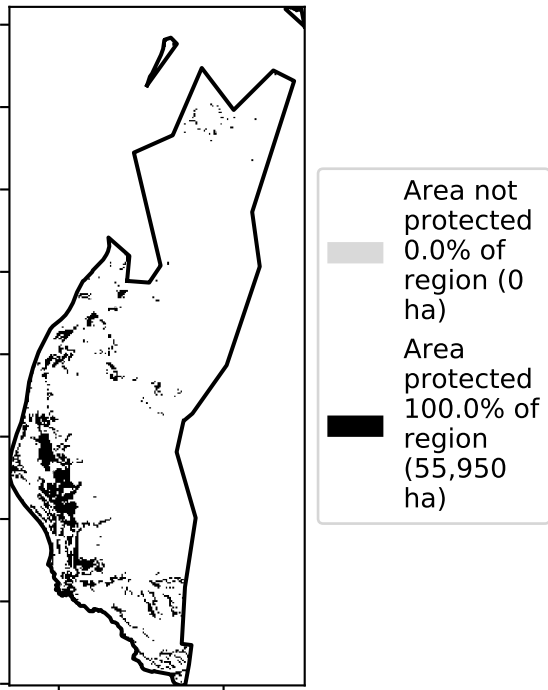 Area not
protected
0.0% of
region (0
ha)
Area
protected
100.0% of
region
(55,950
ha)